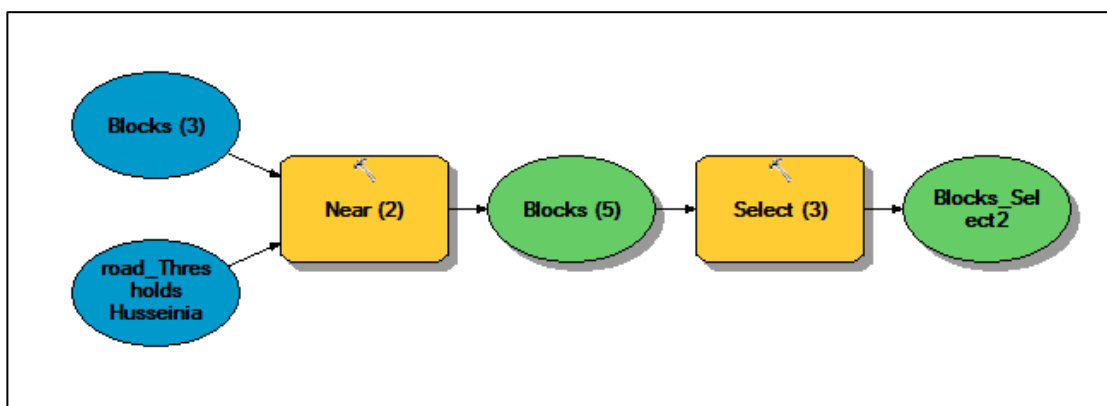 Blocks (3)
Near (2)
Blocks (5)
Select (3)
Blocks_Sel
ect2
road_Thres
holds
Husseinia